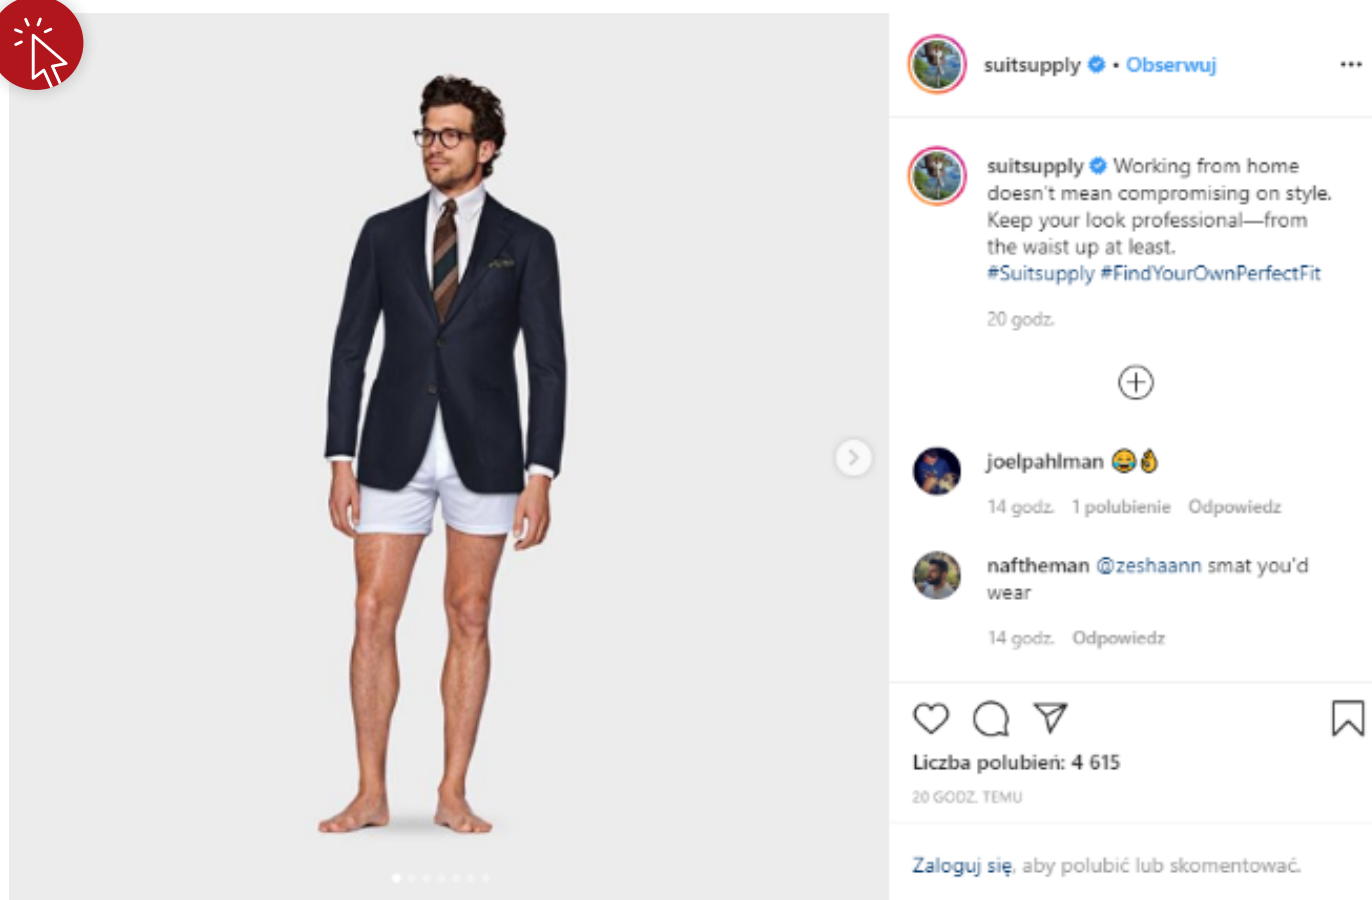 suitsupply • Obserwuj
suitsupply Working from home
doesn't mean compromising on style.
Keep your look professional—from
the waist up at least.
#Suitsupply #FindYourOwnPerfectFit
20 godz.
joelpahlman 😂👌
14 godz. 1 polubienie Odpowiedz
naftheman @zeshaann smat you'd
wear
14 godz. Odpowiedz
Liczba polubień: 4 615
20 GODZ. TEMU
Zaloguj się, aby polubić lub skomentować.